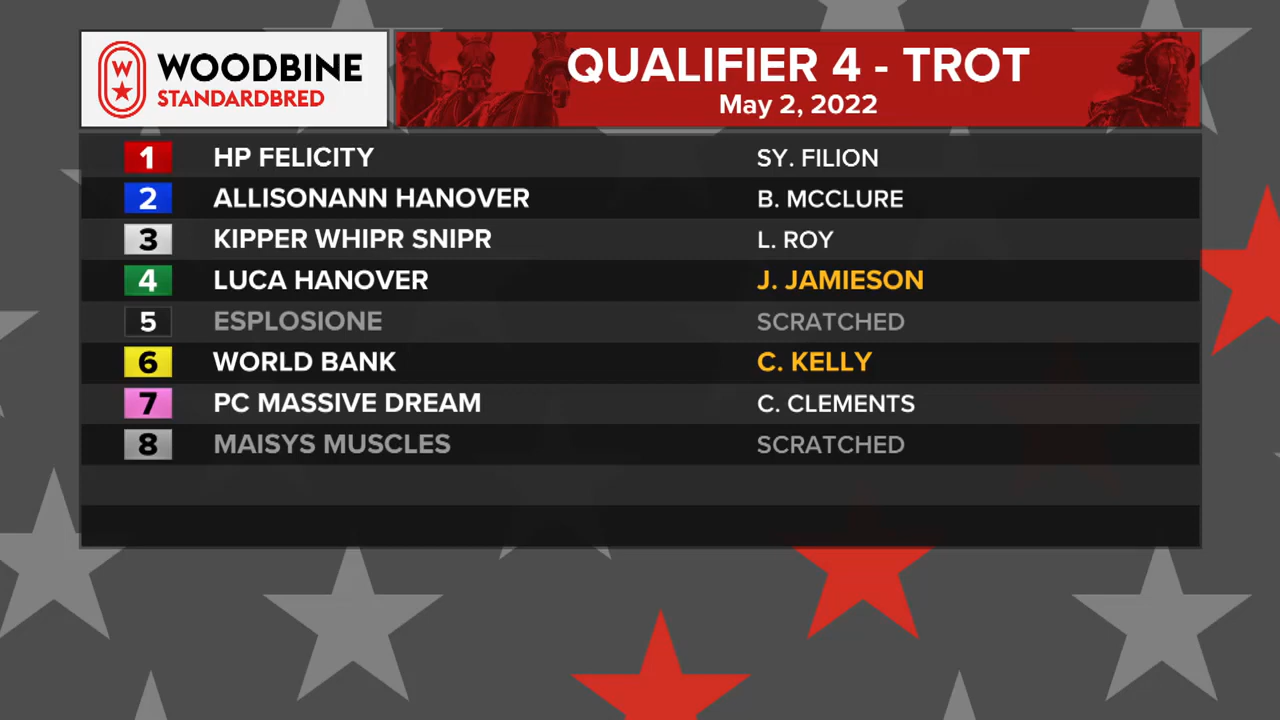 W
WOODBINE
STANDARDBRED
QUALIFIER 4 - TROT
May 2, 2022
1 HP FELICITY SY. FILION
2 ALLISONANN HANOVER B. MCCLURE
3 KIPPER WHIPR SNIPR L. ROY
4 LUCA HANOVER J. JAMIESON
5 ESPLOSIONE SCRATCHED
6 WORLD BANK C. KELLY
7 PC MASSIVE DREAM C. CLEMENTS
8 MAISYS MUSCLES SCRATCHED